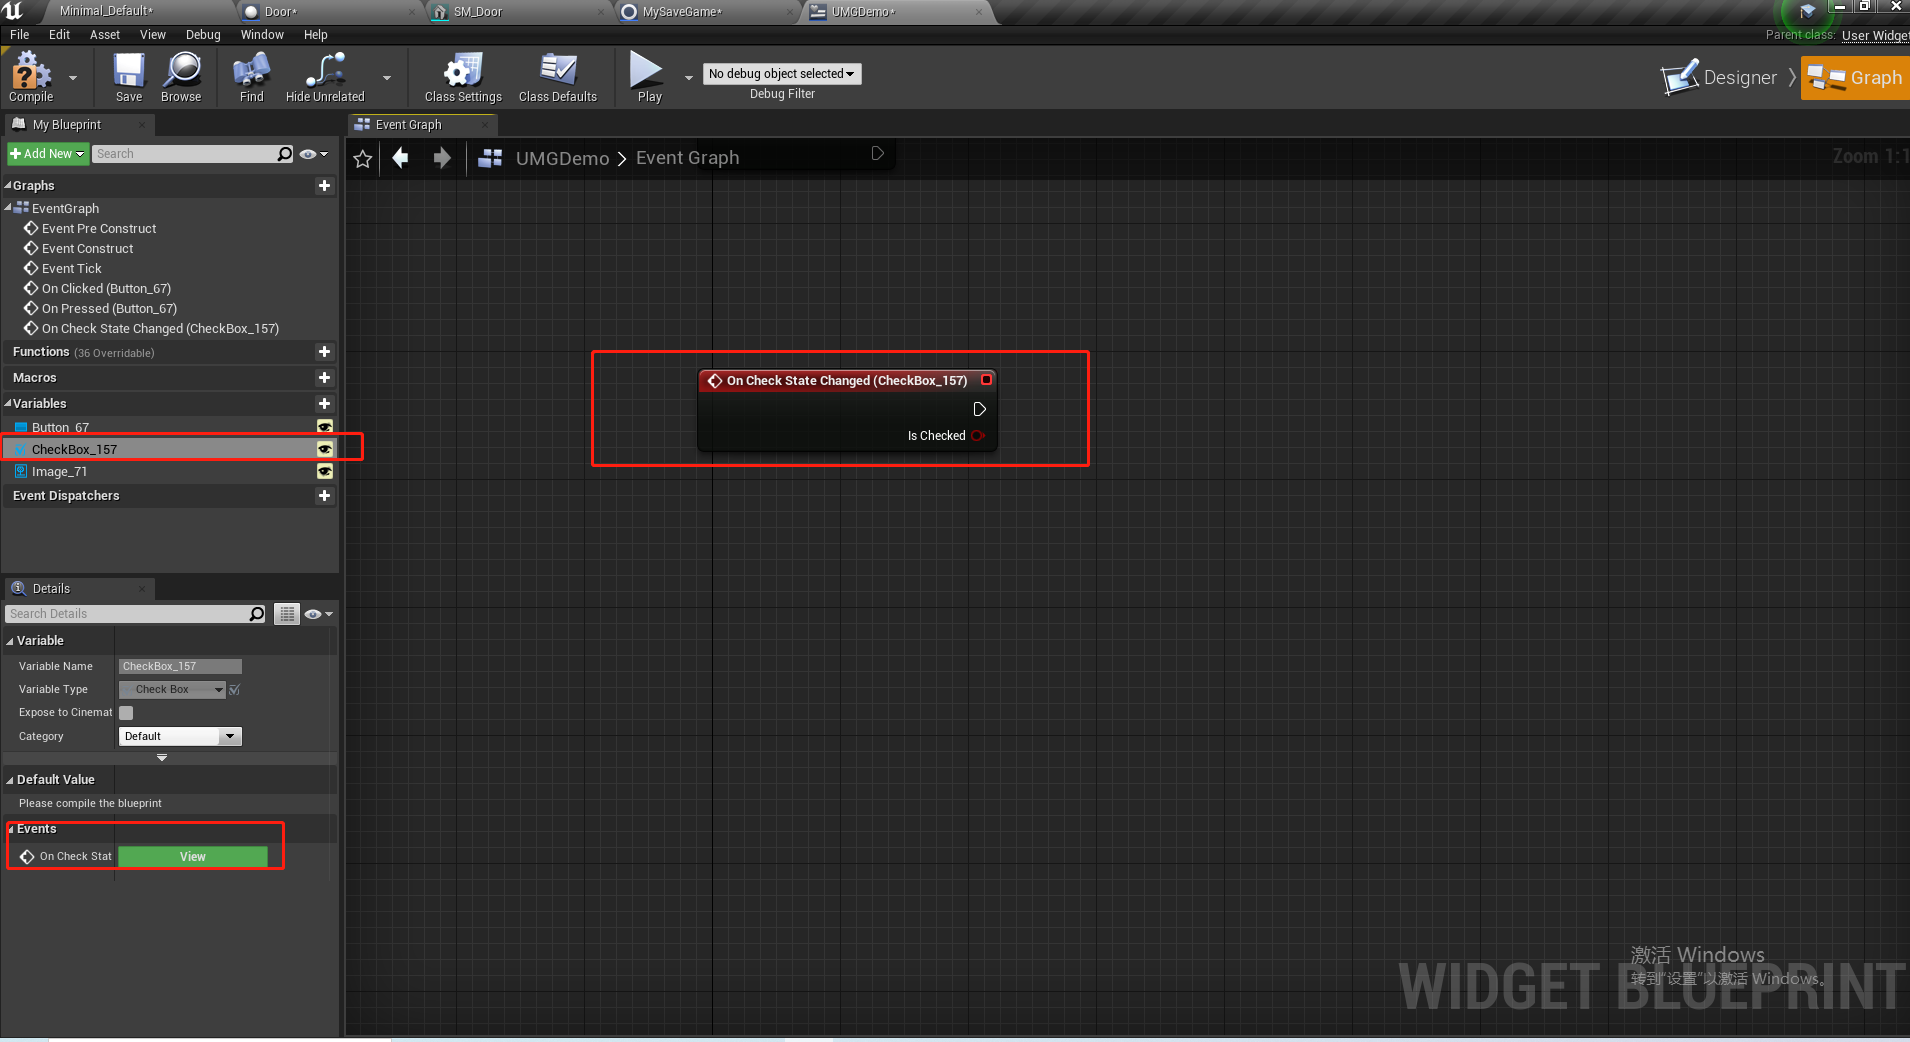 Minimal_Default*
Door*
SM_Door
MySaveGame*
UMGDemo*
File Edit Asset View Debug Window Help
Parent class: User Widget
Compile
Save
Browse
Find
Hide Unrelated
Class Settings
Class Defaults
Play
No debug object selected
Debug Filter
Designer
Graph
My Blueprint
Event Graph
Add New
Search
UMGDemo > Event Graph
Zoom 1:1
Graphs
EventGraph
Event Pre Construct
Event Construct
Event Tick
On Clicked (Button_67)
On Pressed (Button_67)
On Check State Changed (CheckBox_157)
Functions (36 Overridable)
Macros
Variables
Button_67
CheckBox_157
Image_71
Event Dispatchers
On Check State Changed (CheckBox_157)
Is Checked
Details
Search Details
Variable
Variable Name CheckBox_157
Variable Type Check Box
Expose to Cinemat
Category Default
Default Value
Please compile the blueprint
Events
On Check Stat View
激活 Windows
转到“设置”以激活 Windows。
WIDGET BLUEPRINT